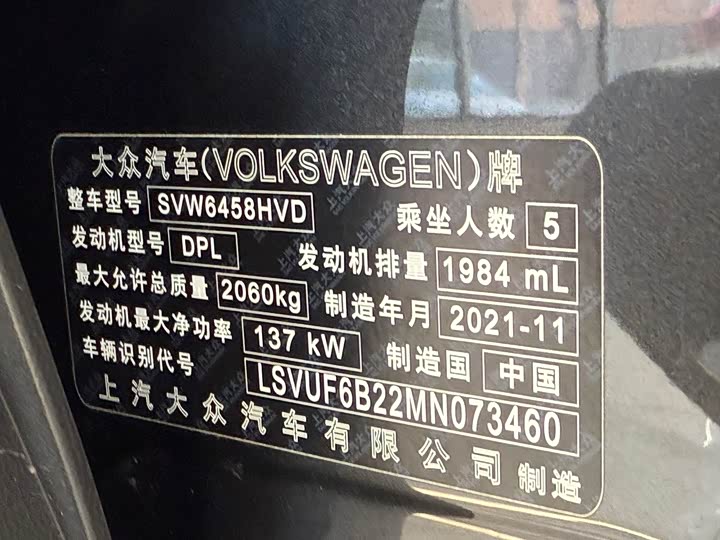 大众汽车(VOLKSWAGEN)牌
整车型号 SVW6458HVD 乘坐人数 5
发动机型号 DPL 发动机排量 1984 mL
最大允许总质量 2060kg 制造年月 2021-11
发动机最大净功率 137 kW 制造国 中国
车辆识别代号 LSVUF6B22MN073460
上汽大众汽车有限公司制造